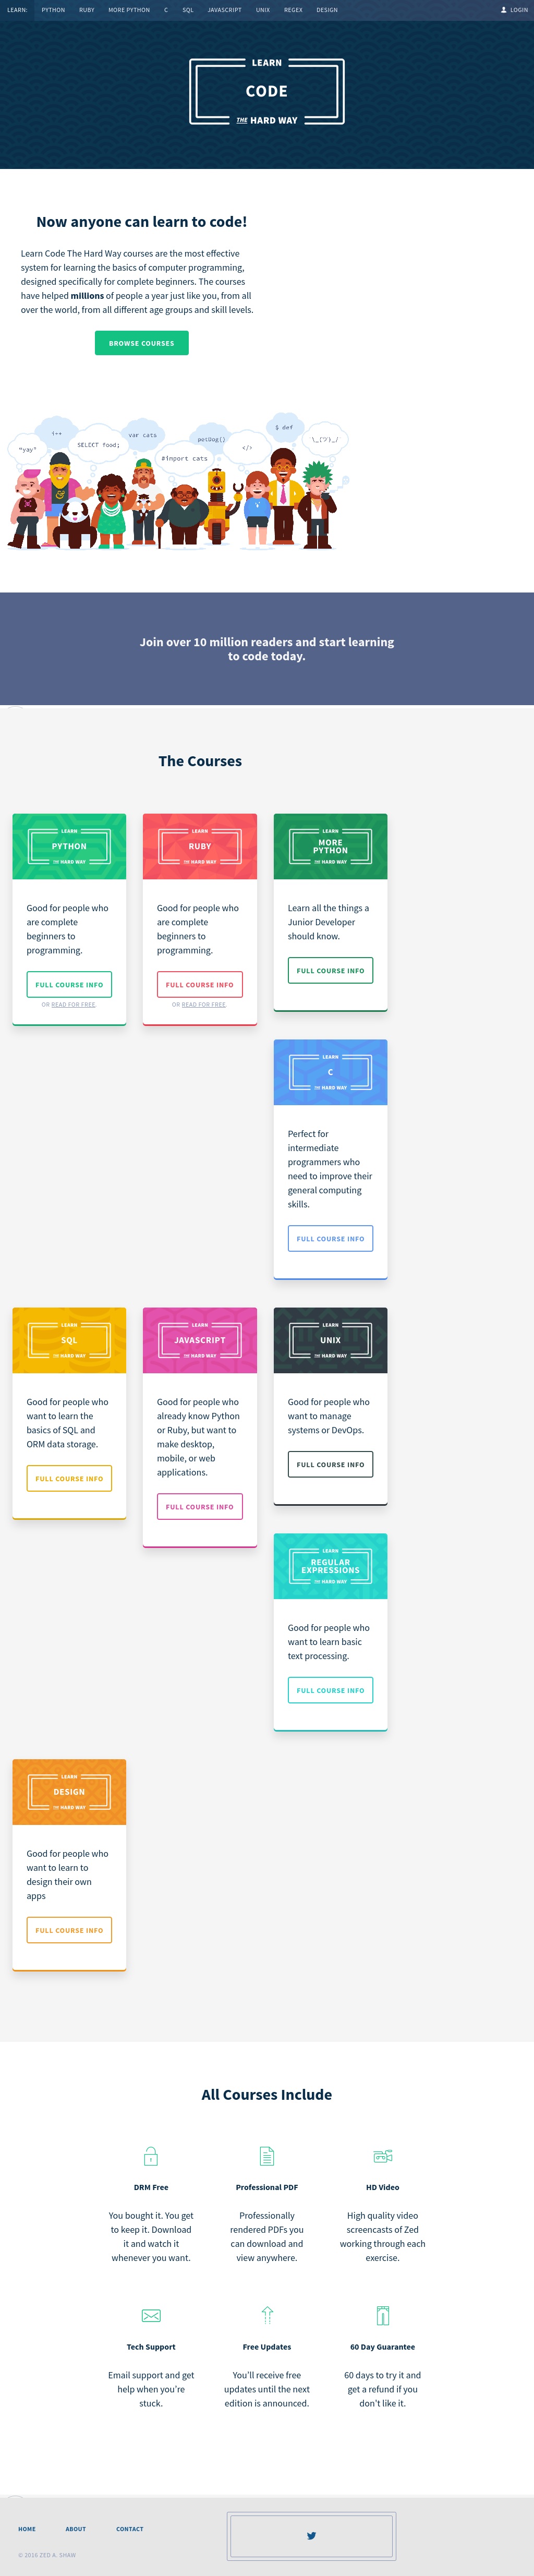 LEARN: PYTHON RUBY MORE PYTHON C SQL JAVASCRIPT UNIX REGEX DESIGN LOGIN
LEARN
CODE
THE HARD WAY
Now anyone can learn to code!
Learn Code The Hard Way courses are the most effective
system for learning the basics of computer programming,
designed specifically for complete beginners. The courses
have helped millions of people a year just like you, from all
over the world, from all different age groups and skill levels.
BROWSE COURSES
"yay"
i++
SELECT food;
var cats
#import cats
petDog()
</>
$ def
\_(ツ)_/
Join over 10 million readers and start learning
to code today.
The Courses
LEARN
PYTHON
THE HARD WAY
Good for people who
are complete
beginners to
programming.
FULL COURSE INFO
OR READ FOR FREE
LEARN
RUBY
THE HARD WAY
Good for people who
are complete
beginners to
programming.
FULL COURSE INFO
OR READ FOR FREE
LEARN
MORE
PYTHON
THE HARD WAY
Learn all the things a
Junior Developer
should know.
FULL COURSE INFO
LEARN
C
THE HARD WAY
Perfect for
intermediate
programmers who
need to improve their
general computing
skills.
FULL COURSE INFO
LEARN
SQL
THE HARD WAY
Good for people who
want to learn the
basics of SQL and
ORM data storage.
FULL COURSE INFO
LEARN
JAVASCRIPT
THE HARD WAY
Good for people who
already know Python
or Ruby, but want to
make desktop,
mobile, or web
applications.
FULL COURSE INFO
LEARN
UNIX
THE HARD WAY
Good for people who
want to manage
systems or DevOps.
FULL COURSE INFO
LEARN
REGULAR
EXPRESSIONS
THE HARD WAY
Good for people who
want to learn basic
text processing.
FULL COURSE INFO
LEARN
DESIGN
THE HARD WAY
Good for people who
want to learn to
design their own
apps
FULL COURSE INFO
All Courses Include
DRM Free
You bought it. You get
to keep it. Download
it and watch it
whenever you want.
Professional PDF
Professionally
rendered PDFs you
can download and
view anywhere.
HD Video
High quality video
screencasts of Zed
working through each
exercise.
Tech Support
Email support and get
help when you're
stuck.
Free Updates
You'll receive free
updates until the next
edition is announced.
60 Day Guarantee
60 days to try it and
get a refund if you
don't like it.
HOME ABOUT CONTACT
© 2016 ZED A. SHAW